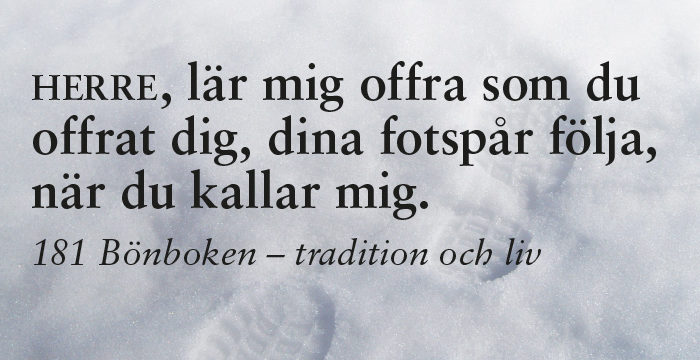 HERRE, lär mig offra som du
offrat dig, dina fotspår följa,
när du kallar mig.
181 Bönboken – tradition och liv